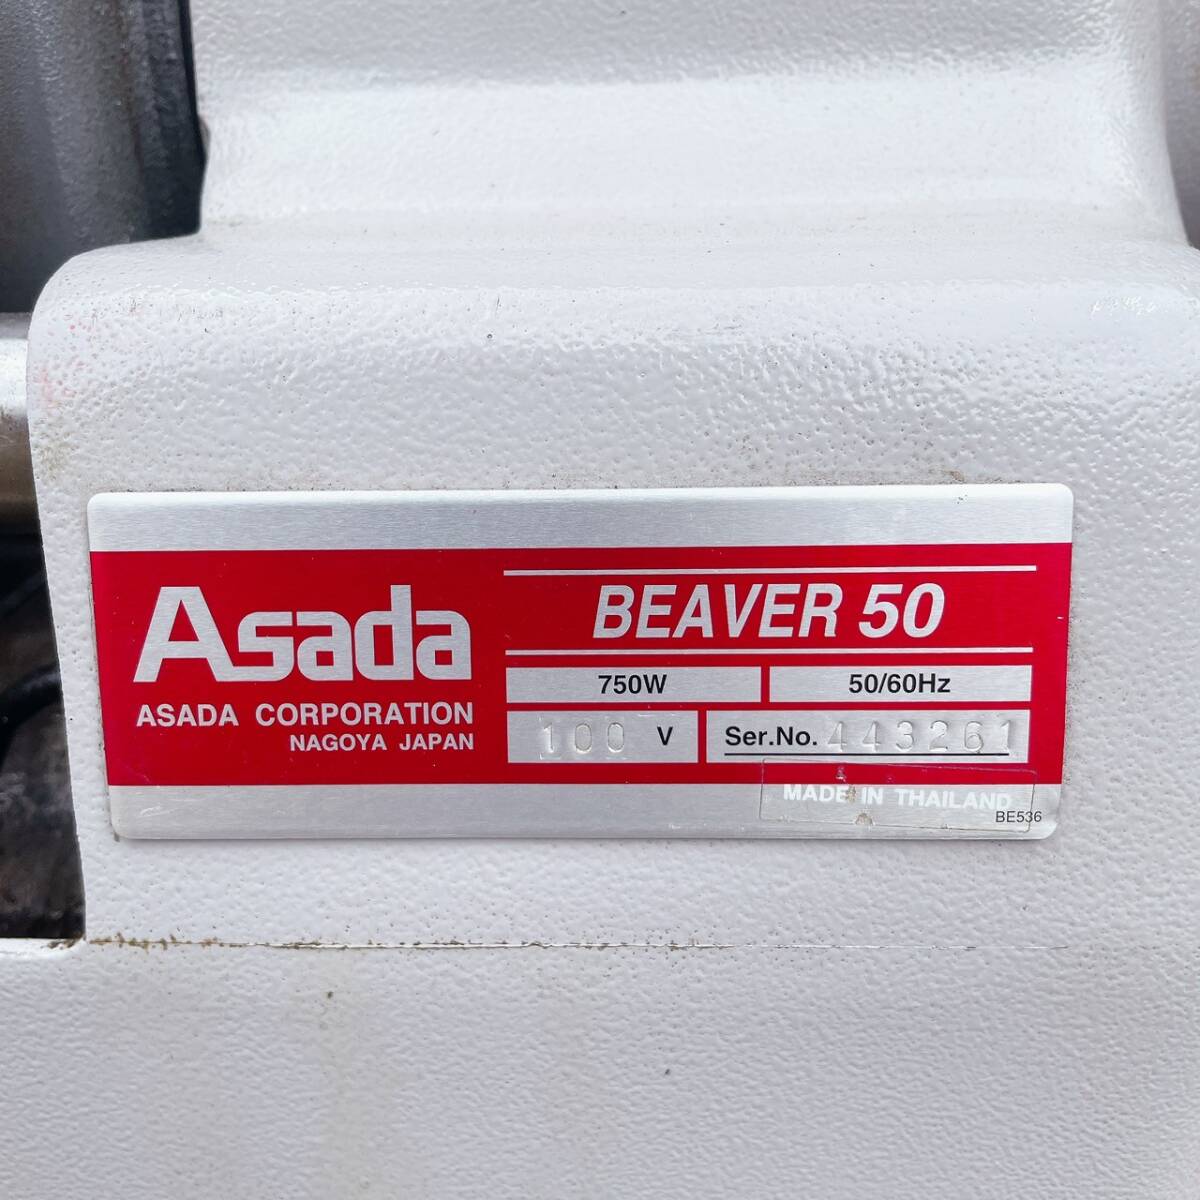 Asada
ASADA CORPORATION
NAGOYA JAPAN
BEAVER 50
750W 50/60Hz
100 V Ser.No. 443261
MADE IN THAILAND
BE536